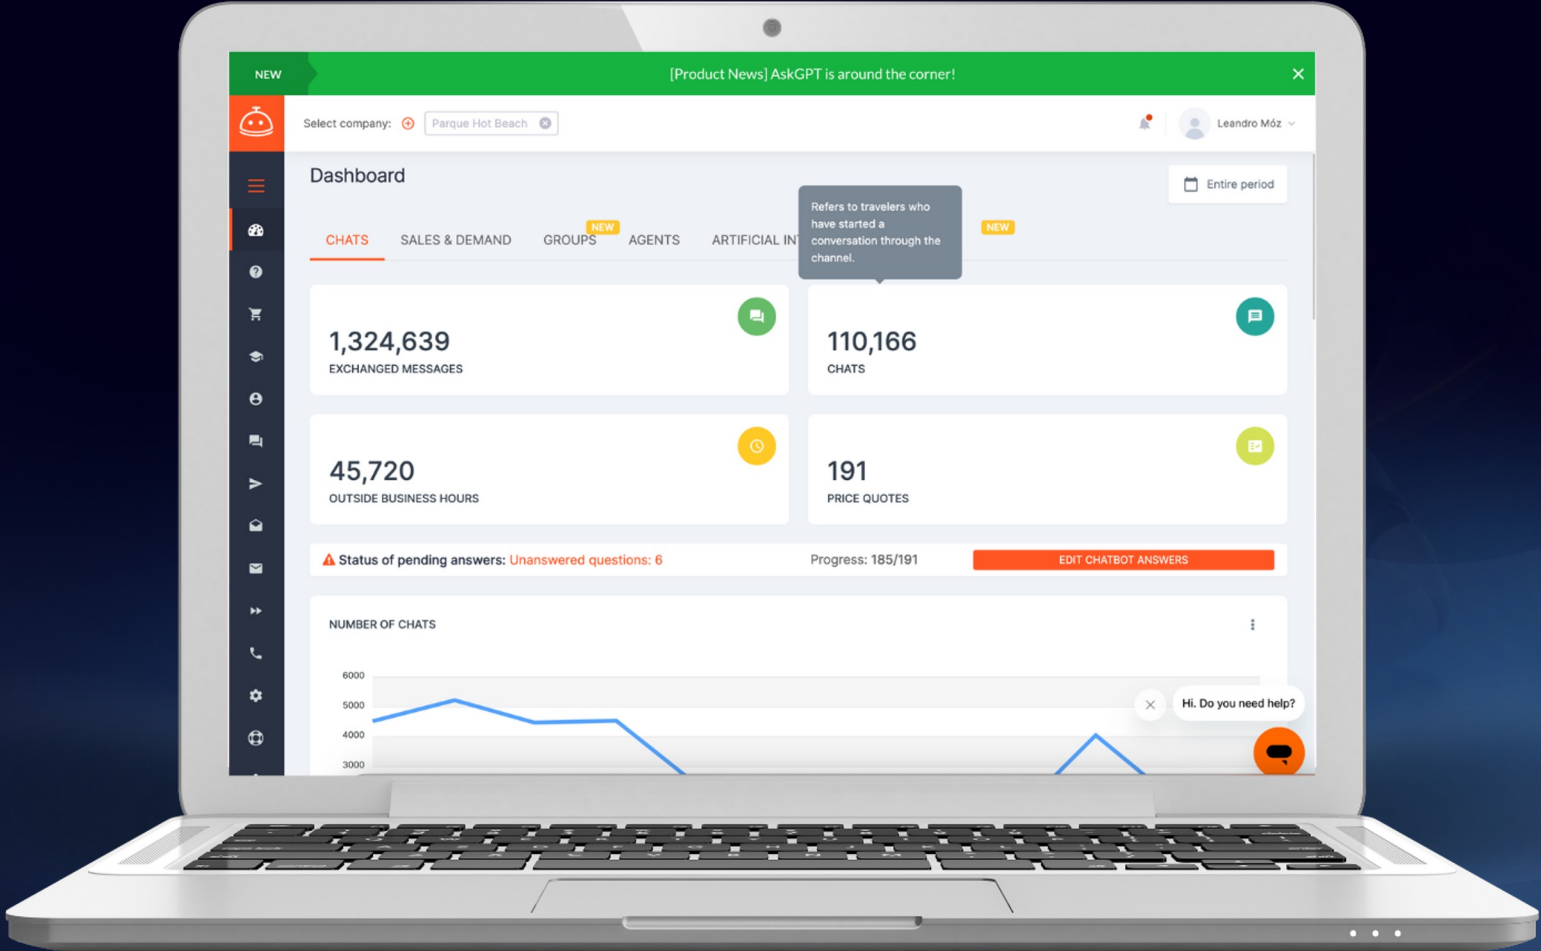 NEW
[Product News] AskGPT is around the corner!
Select company:
Parque Hot Beach
Leandro Móz
Dashboard
Entire period
Refers to travelers who
have started a
conversation through the
channel.
CHATS
SALES & DEMAND
GROUPS
NEW
AGENTS
ARTIFICIAL
NEW
1,324,639
EXCHANGED MESSAGES
110,166
CHATS
45,720
OUTSIDE BUSINESS HOURS
191
PRICE QUOTES
Status of pending answers: Unanswered questions: 6
Progress: 185/191
EDIT CHATBOT ANSWERS
NUMBER OF CHATS
6000
5000
4000
3000
Hi. Do you need help?